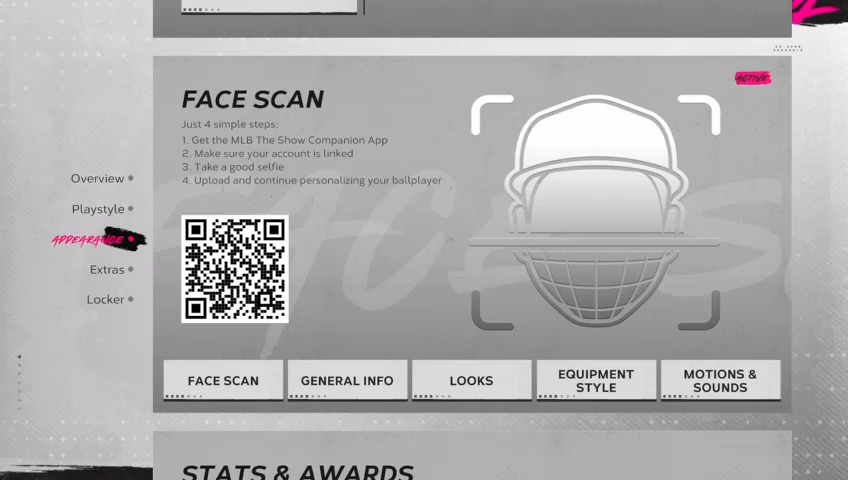 ACTIVE
FACE SCAN
Just 4 simple steps:
1. Get the MLB The Show Companion App
2. Make sure your account is linked
3. Take a good selfie
4. Upload and continue personalizing your ballplayer
Overview
Playstyle
APPEARANCE
Extras
Locker
FACES
FACE SCAN
GENERAL INFO
LOOKS
EQUIPMENT
STYLE
MOTIONS &
SOUNDS
STATS & AWARDS